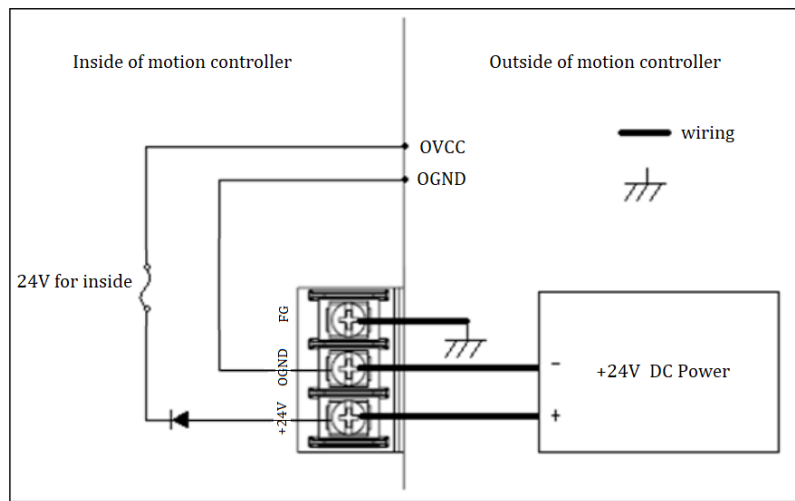 Inside of motion controller
Outside of motion controller
OVCC
wiring
OGND
24V for inside
FG
OGND
+24V
-
+
+24V DC Power